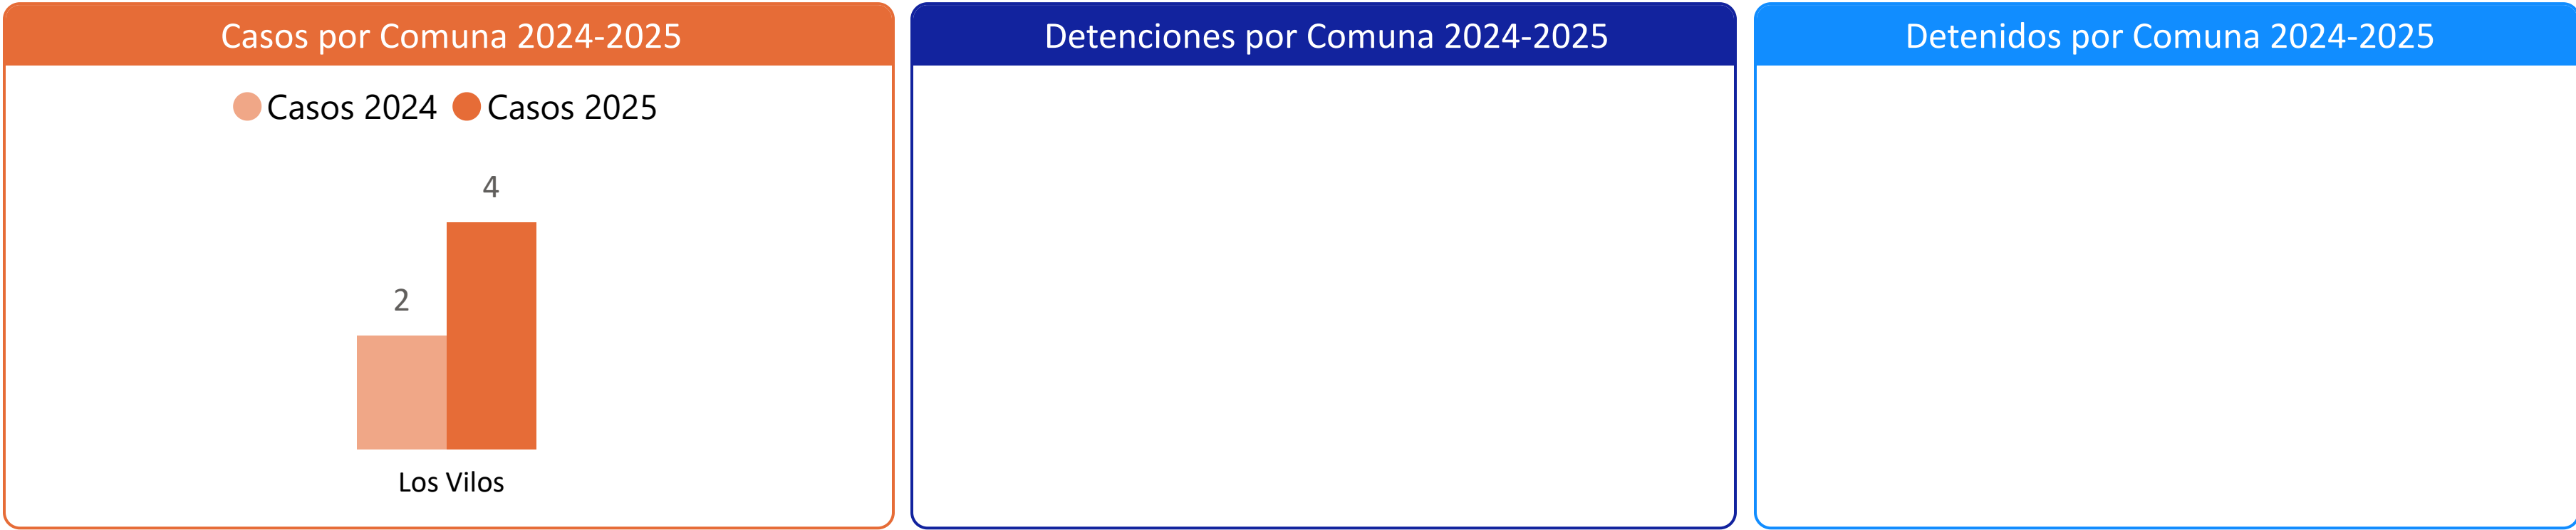 Casos por Comuna 2024-2025
Casos 2024 Casos 2025
4
2
Los Vilos
Detenciones por Comuna 2024-2025
Detenidos por Comuna 2024-2025